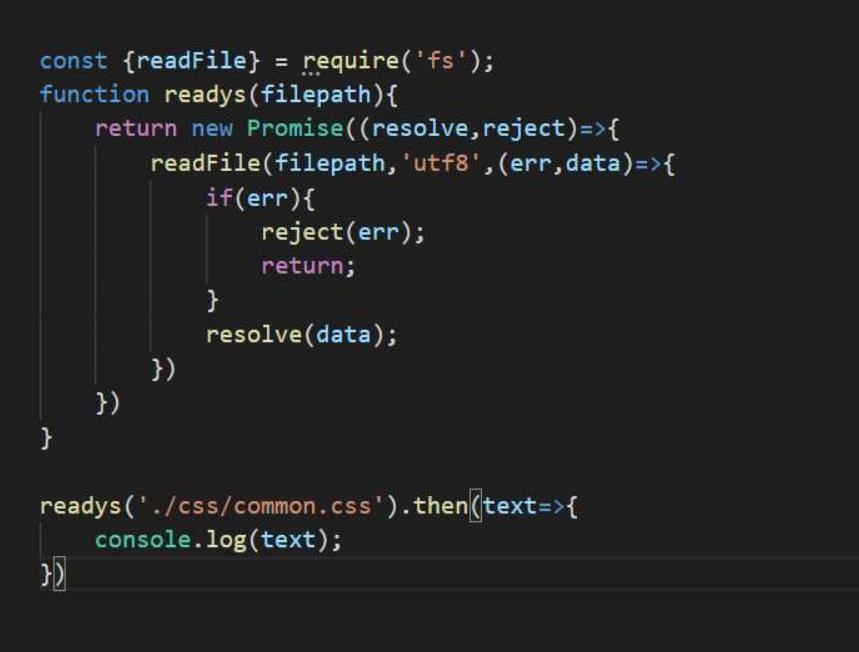 const {readFile} = require('fs');
function readys(filepath){
    return new Promise((resolve,reject)=>{
        readFile(filepath,'utf8',(err,data)=>{
            if(err){
                reject(err);
                return;
            }
            resolve(data);
        })
    })
}

readys('./css/common.css').then(text=>{
    console.log(text);
})